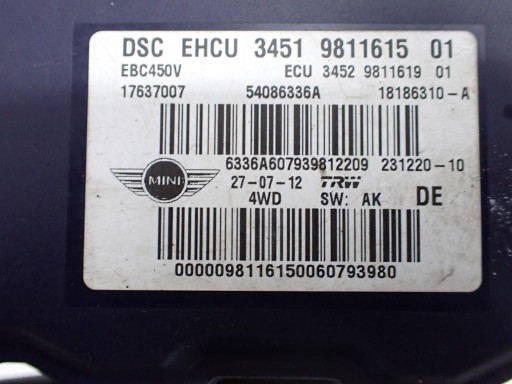 DSC EHCU 3451 9811615 01
EBC450V ECU 3452 9811619 01
17637007 54086336A 18186310-A
6336A607939812209 231220-10
MINI 27-07-12 TRW
4WD SW: AK DE
0000098116150060793980